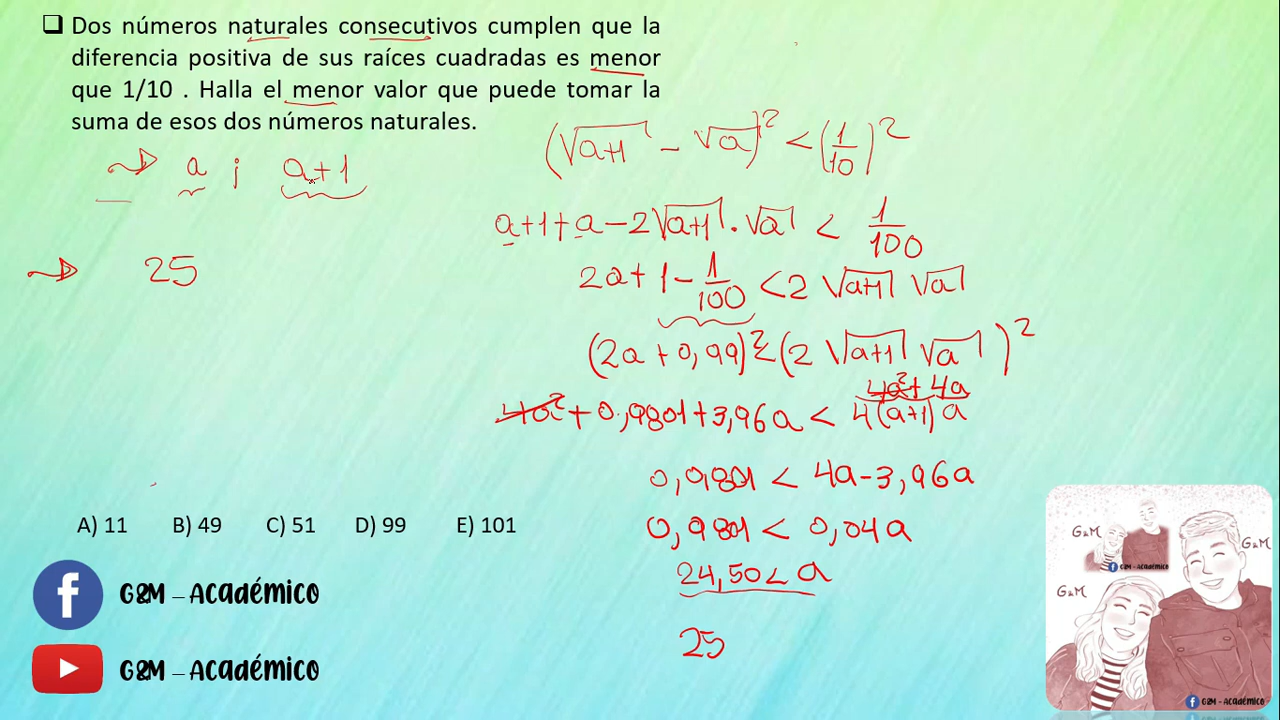 ❑ Dos números naturales consecutivos cumplen que la
diferencia positiva de sus raíces cuadradas es menor
que 1/10 . Halla el menor valor que puede tomar la
suma de esos dos números naturales.
(√a+1 - √a)² < (1/10)²
a ; a+1
a+1+a-2√a+1 . √a < 1/100
25
2a+1-1/100 < 2 √a+1 √a
(2a+0,99)² < (2 √a+1 √a)²
4a²+4a
4a²+0,9801+3,96a < 4(a+1)a
0,9801 < 4a-3,96a
0,9801 < 0,04a
24,50 < a
25
A) 11 B) 49 C) 51 D) 99 E) 101
G&M – Académico
G&M – Académico
G&M
G&M
G&M - Académico
G&M
G&M - Académico